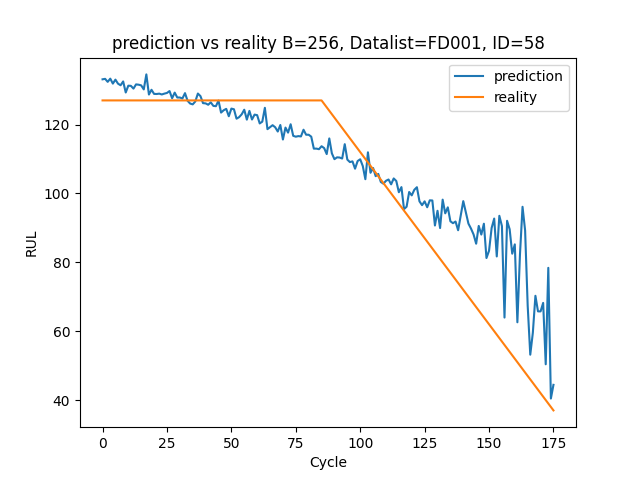 prediction vs reality B=256, Datalist=FD001, ID=58
prediction
reality
120
100
80
60
40
RUL
0 25 50 75 100 125 150 175
Cycle